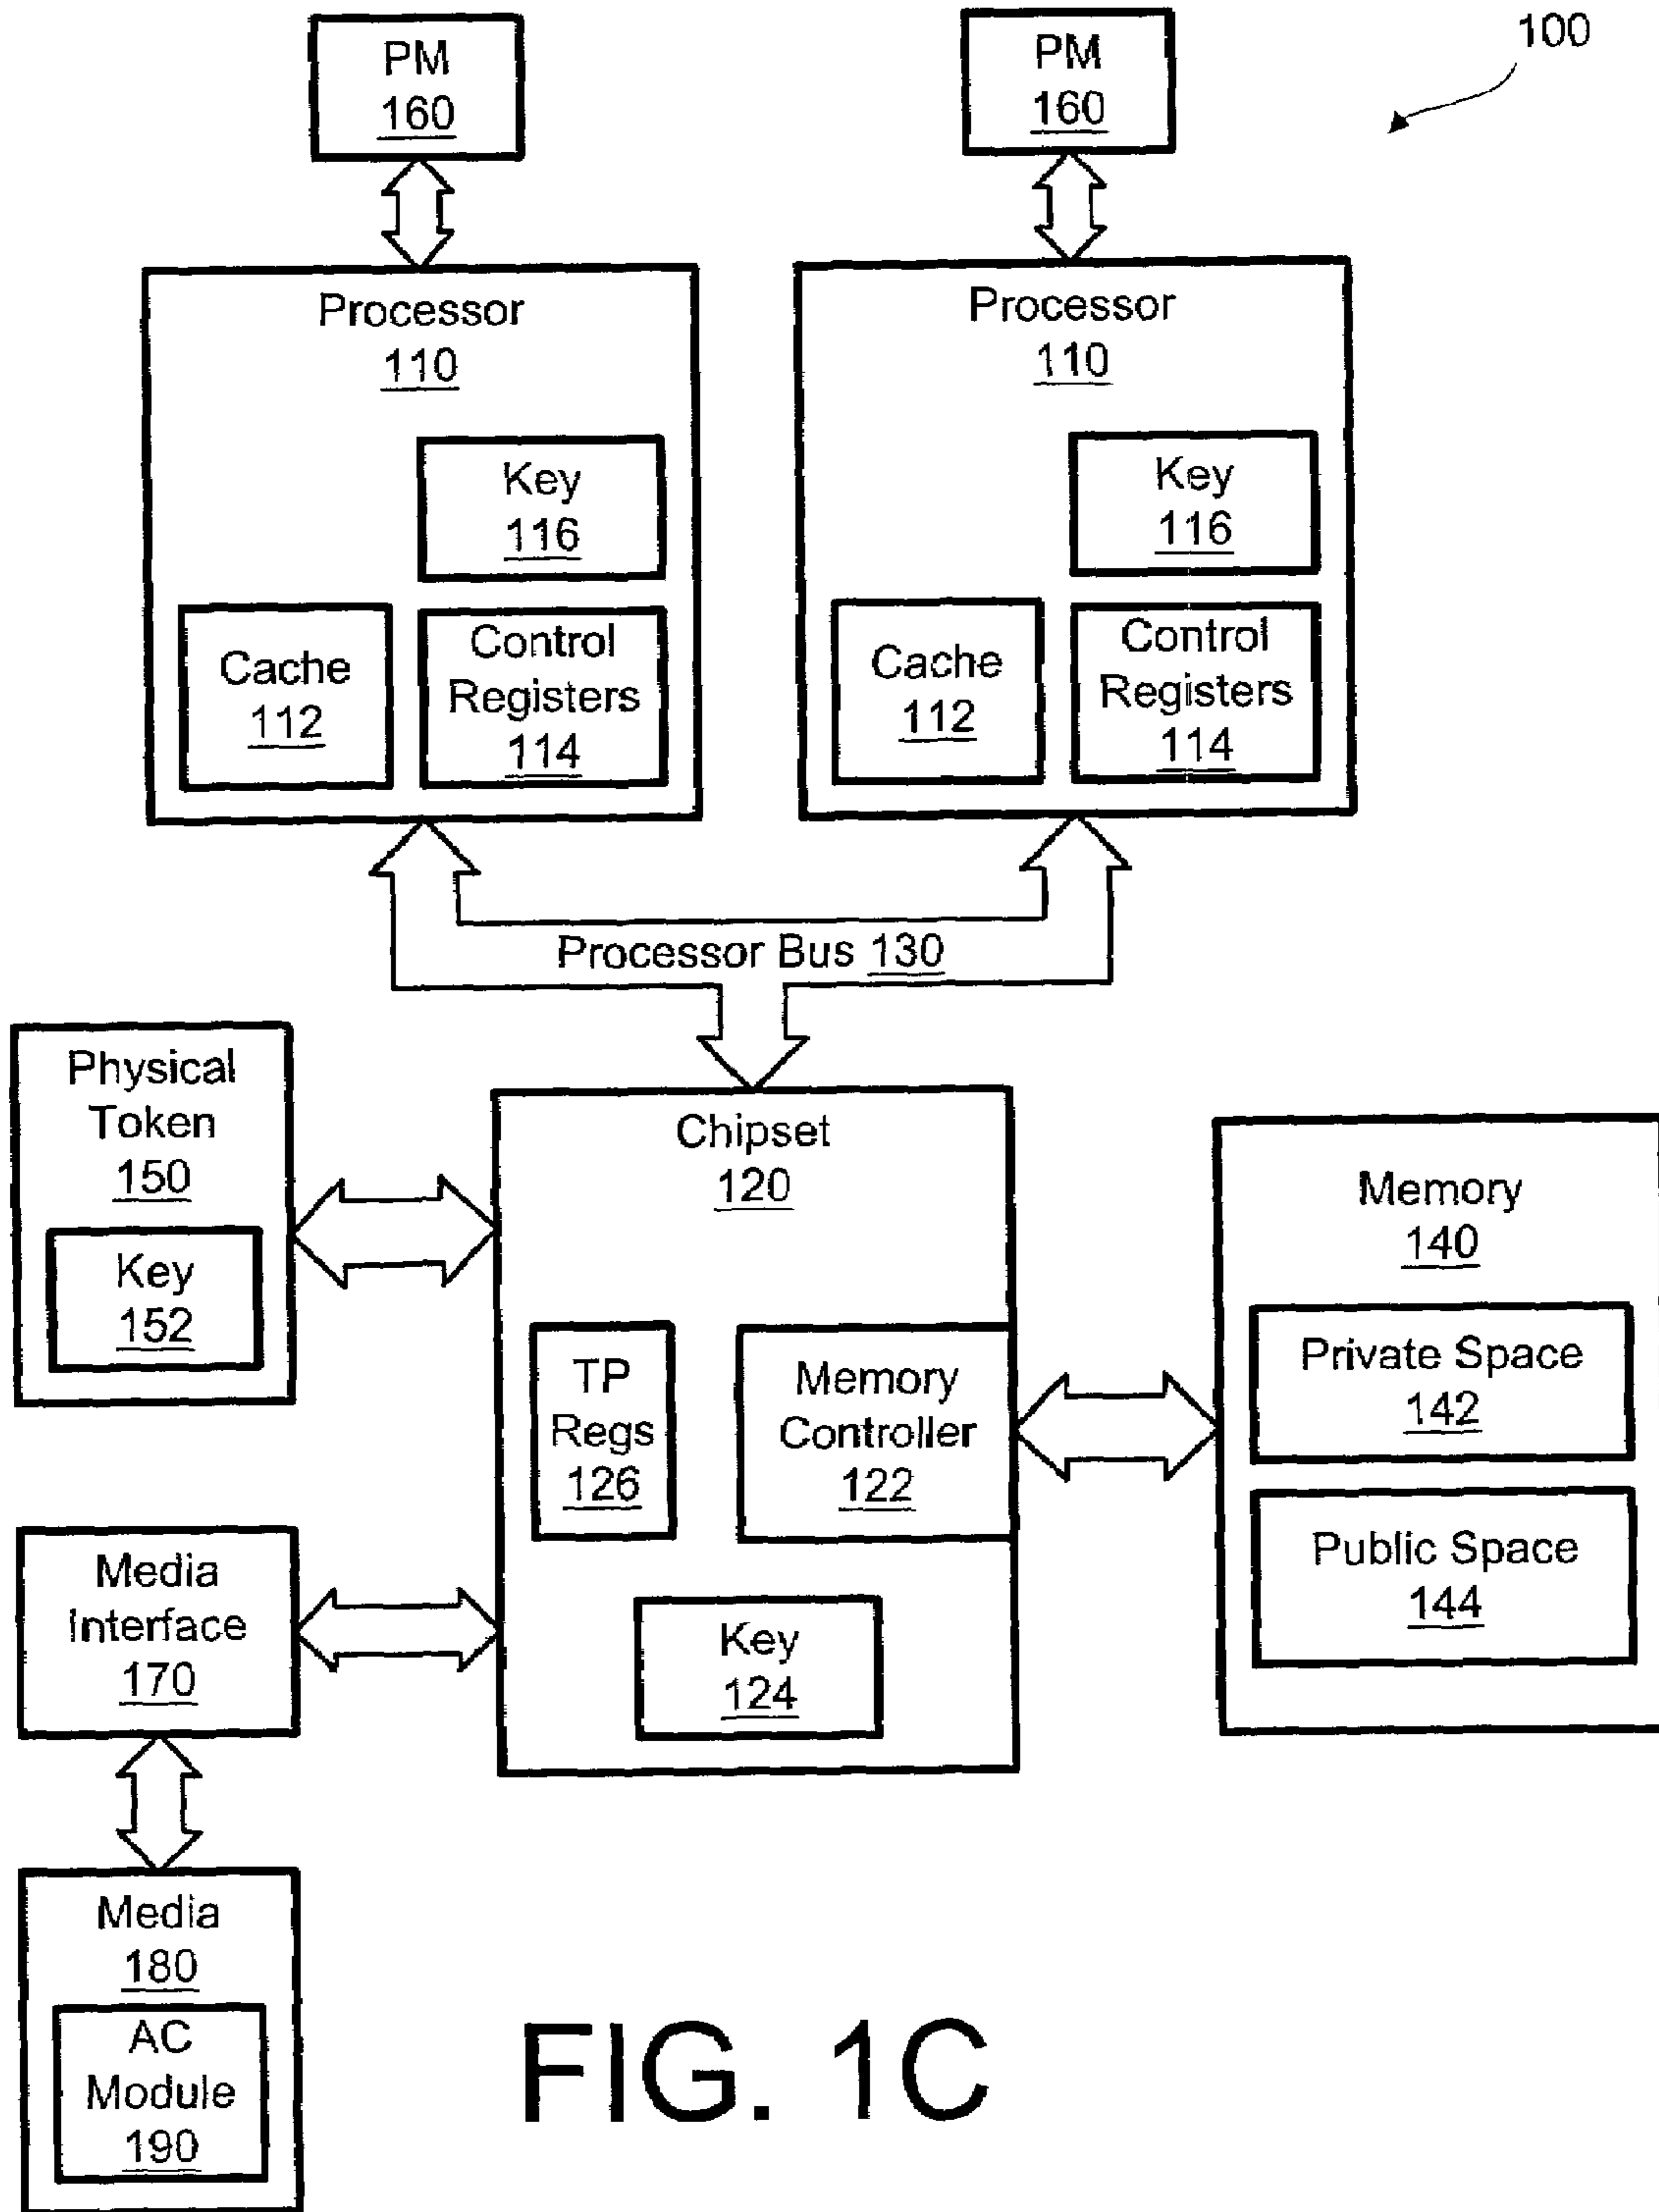 PM
160
PM
160
100
Processor
110
Key
116
Cache
112
Control
Registers
114
Processor
110
Key
116
Cache
112
Control
Registers
114
Processor Bus 130
Physical
Token
150
Key
152
Chipset
120
TP
Regs
126
Memory
Controller
122
Key
124
Memory
140
Private Space
142
Public Space
144
Media
Interface
170
Media
180
AC
Module
190
FIG. 1C